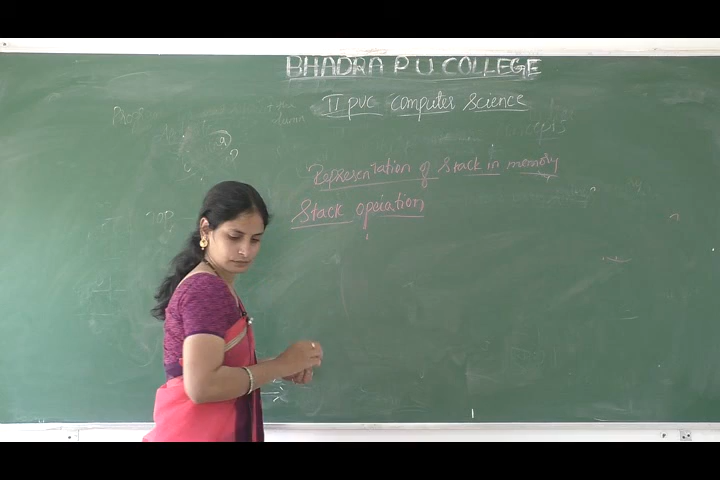 BHADRA P U COLLEGE
II PUC Computer Science
Representation of Stack in memory
Stack operation